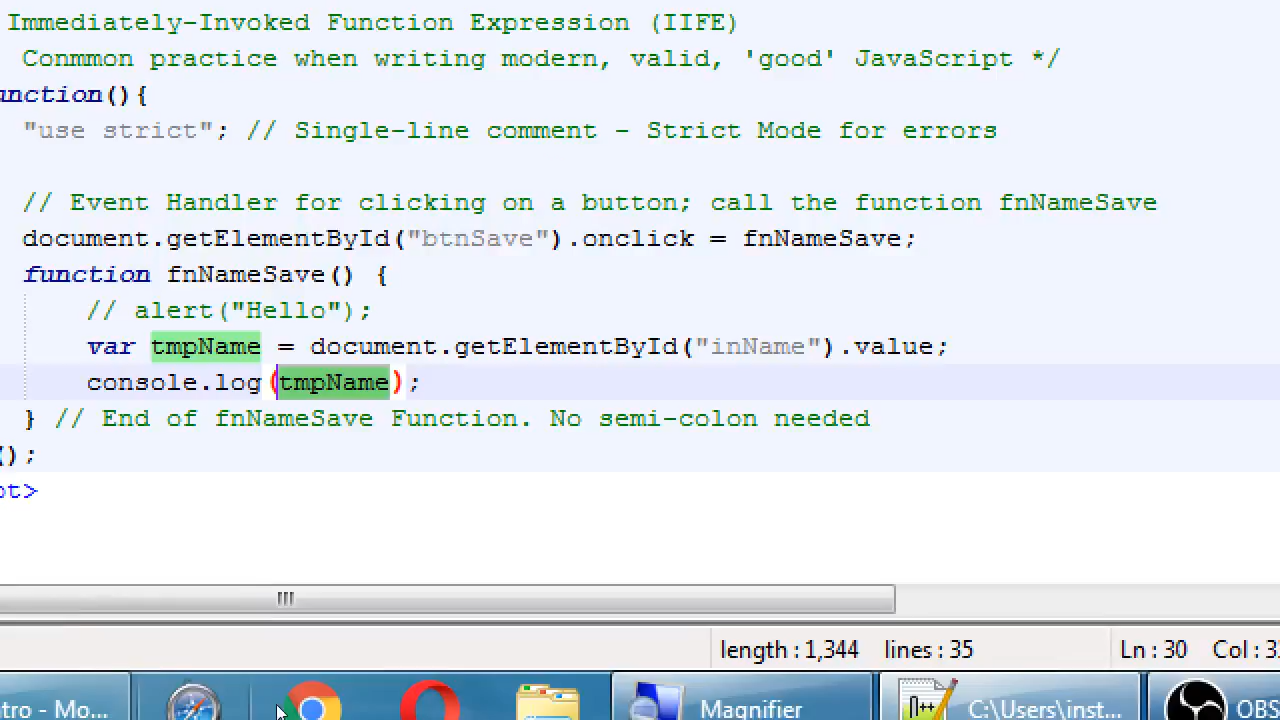 Immediately-Invoked Function Expression (IIFE)
Conmmon practice when writing modern, valid, 'good' JavaScript */
unction(){
"use strict"; // Single-line comment - Strict Mode for errors
// Event Handler for clicking on a button; call the function fnNameSave
document.getElementById("btnSave").onclick = fnNameSave;
function fnNameSave() {
// alert("Hello");
var tmpName = document.getElementById("inName").value;
console.log(tmpName);
} // End of fnNameSave Function. No semi-colon needed
();
pt>
length : 1,344 lines : 35 Ln : 30 Col : 3
tro - Mo... Magnifier C:\Users\inst... OBS